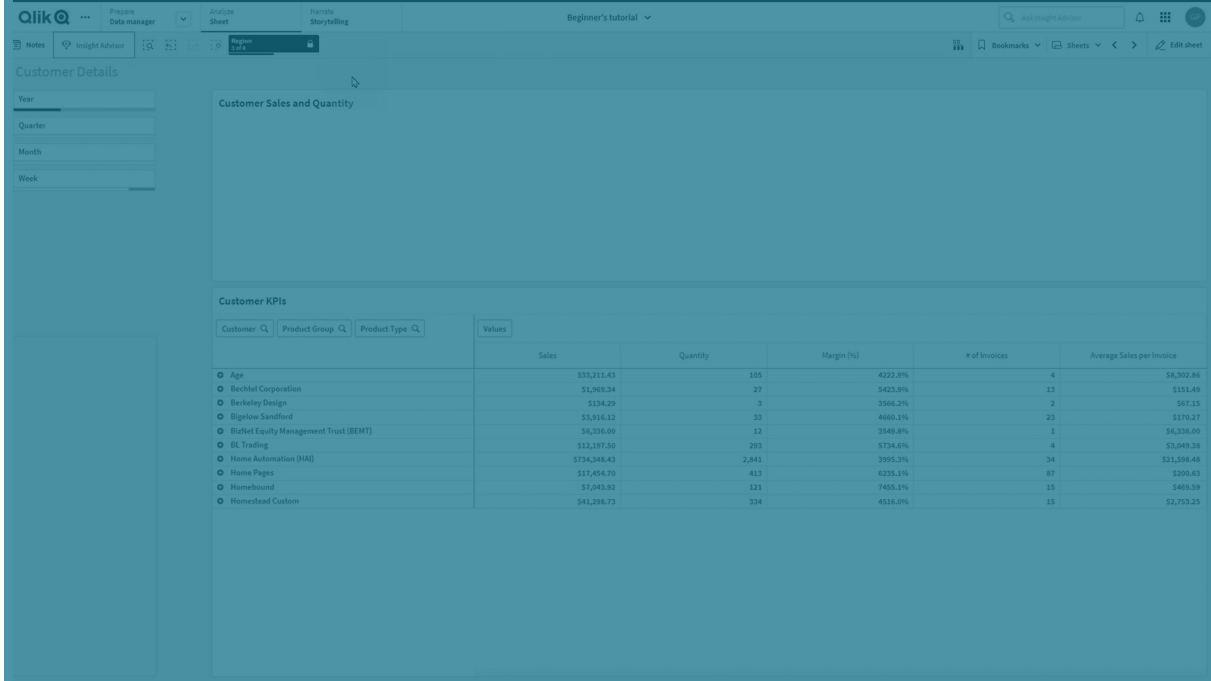 Qlik Q ...
Prepare
Data manager
Analyze
Sheet
Narrate
Storytelling
Beginner's tutorial
Ask Insight Advisor
Notes
Insight Advisor
Region
Bookmarks
Sheets
Edit sheet
Customer Details
Year
Quarter
Month
Week
Customer Sales and Quantity
Customer KPIs
Customer Product Group Product Type Values
Sales Quantity Margin (%) # of Invoices Average Sales per Invoice
Age $33,211.43 105 4222.9% 4 $8,302.86
Bechtel Corporation $1,969.34 27 5423.9% 13 $151.49
Berkeley Design $134.29 3 3566.2% 2 $67.15
Bigelow Sandford $3,916.12 33 4660.1% 23 $170.27
BizNet Equity Management Trust (BEMT) $6,336.00 12 3549.6% 1 $6,336.00
BL Trading $12,197.50 293 5734.6% 4 $3,049.38
Home Automation (HAI) $734,348.43 2,841 3995.3% 34 $21,598.48
Home Pages $17,454.70 413 6235.1% 87 $200.63
Homebound $7,043.92 121 7455.1% 15 $469.59
Homestead Custom $41,298.73 334 4516.0% 15 $2,753.25